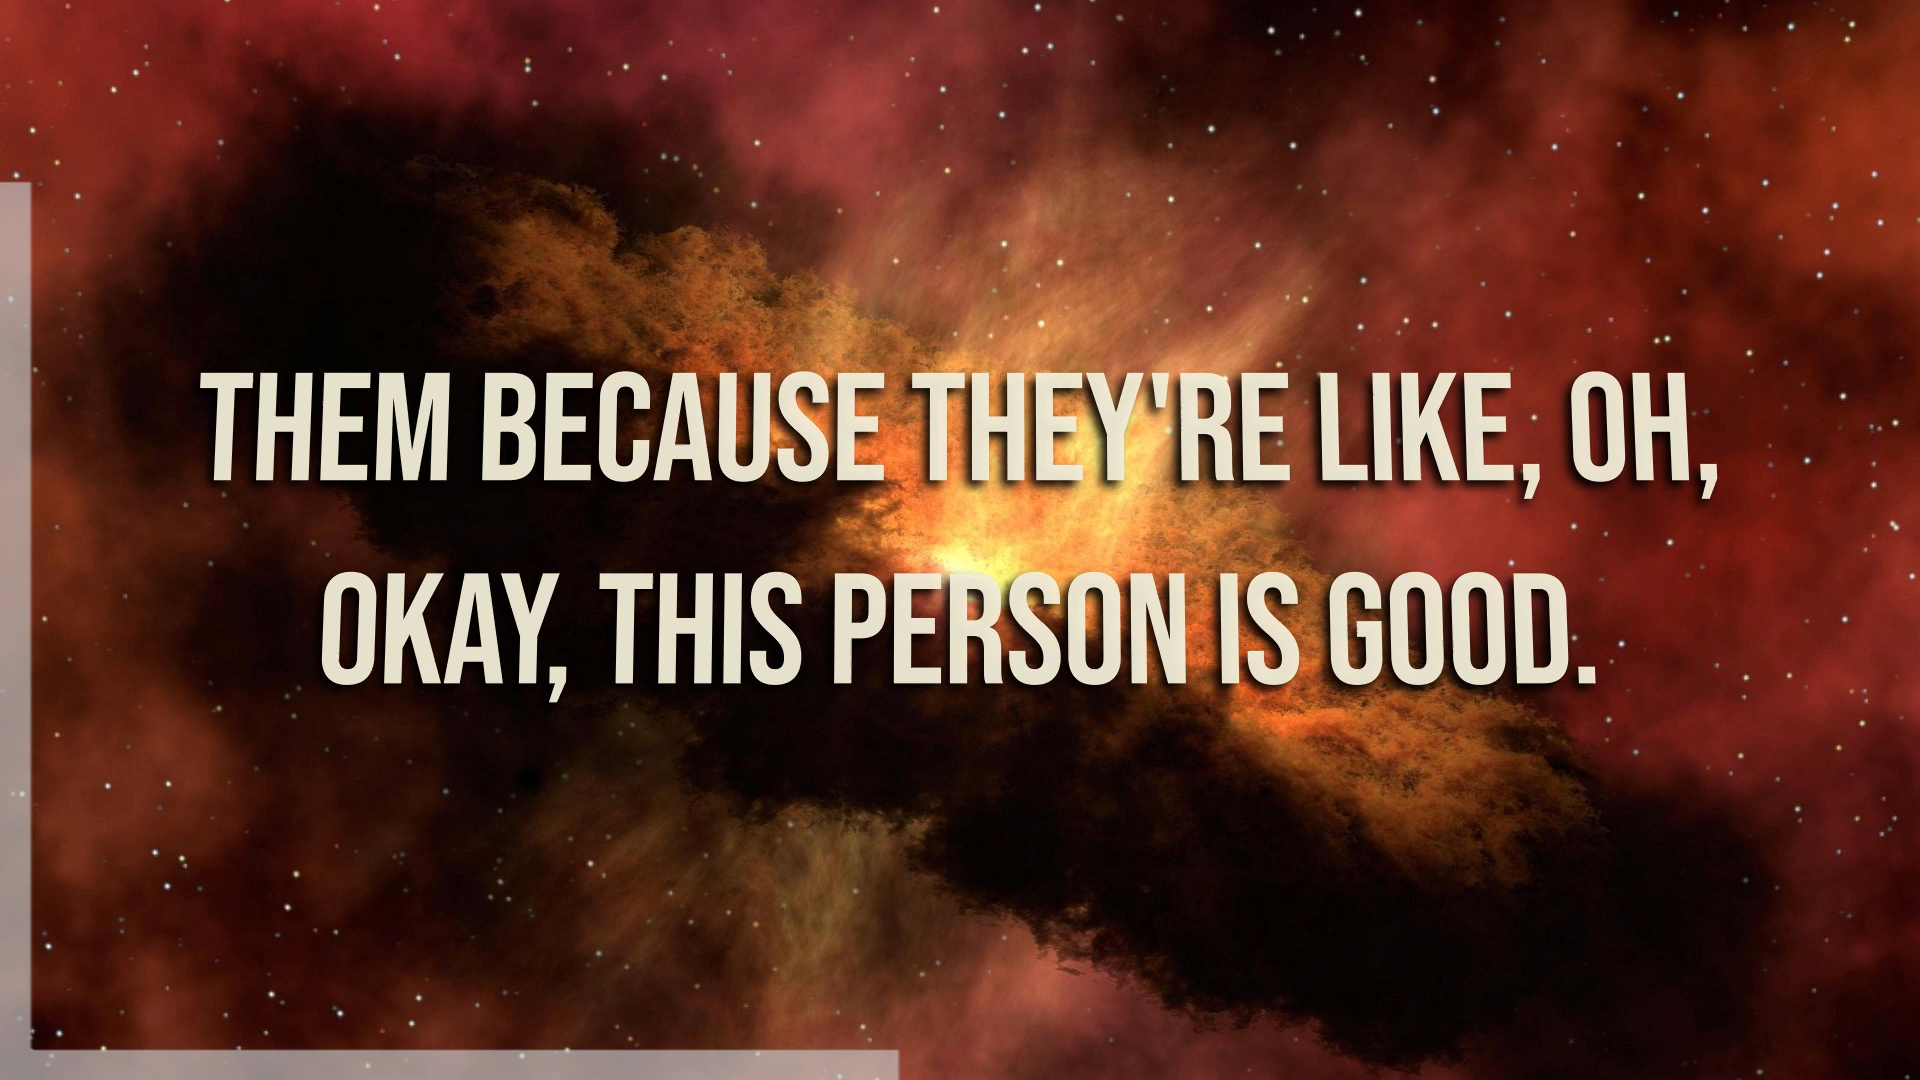 THEM BECAUSE THEY'RE LIKE, OH,
OKAY, THIS PERSON IS GOOD.